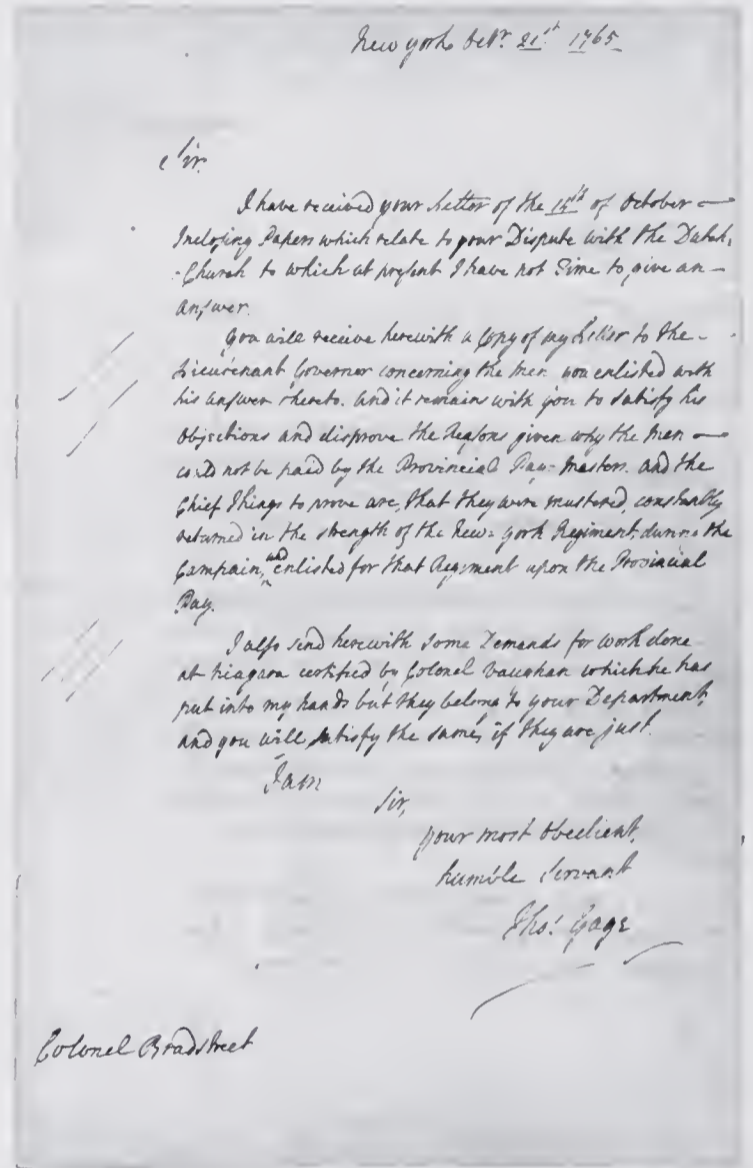 New york Octr. 21st 1765
Sir
I have received your Letter of the 15th of October —
Inclosing Papers which relate to your Dispute with the Dutch,
-Church to which at present I have not Time to give an —
answer.
you will receive herewith a Copy of my Letter to the —
Lieutenant Governor concerning the Men you enlisted with
his answer thereto. and it remains with you to satisfy his
Objections and disprove the Reasons given why the Men —
could not be paid by the Provincial Pay-Masters. and the
Chief Things to prove are, that they were mustered, constantly
returned in the strength of the New-york Regiment, during the
Campain, and enlisted for that Regiment upon the Provincial
Pay.
I also send herewith some Demands for work done
at Niagara certified by Colonel Vaughan which he has
put into my hands but they belong to your Department,
and you will satisfy the same, if they are just.
I am
Sir,
your most Obedient,
humble Servant
Thos. Gage
Colonel Bradstreet